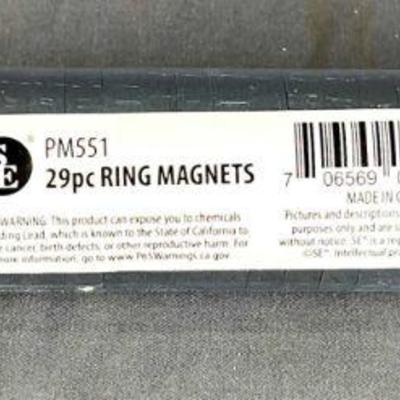 SE®
PM551
29pc RING MAGNETS
WARNING: This product can expose you to chemicals
ding Lead, which is known to the State of California to
cancer, birth defects, or other reproductive harm. For
more information, go to www.P65Warnings.ca.gov.
7 06569
MADE IN
Pictures and descriptions
purposes only and are su
without notice. SE® is a reg
©SE®. Intellectual pro